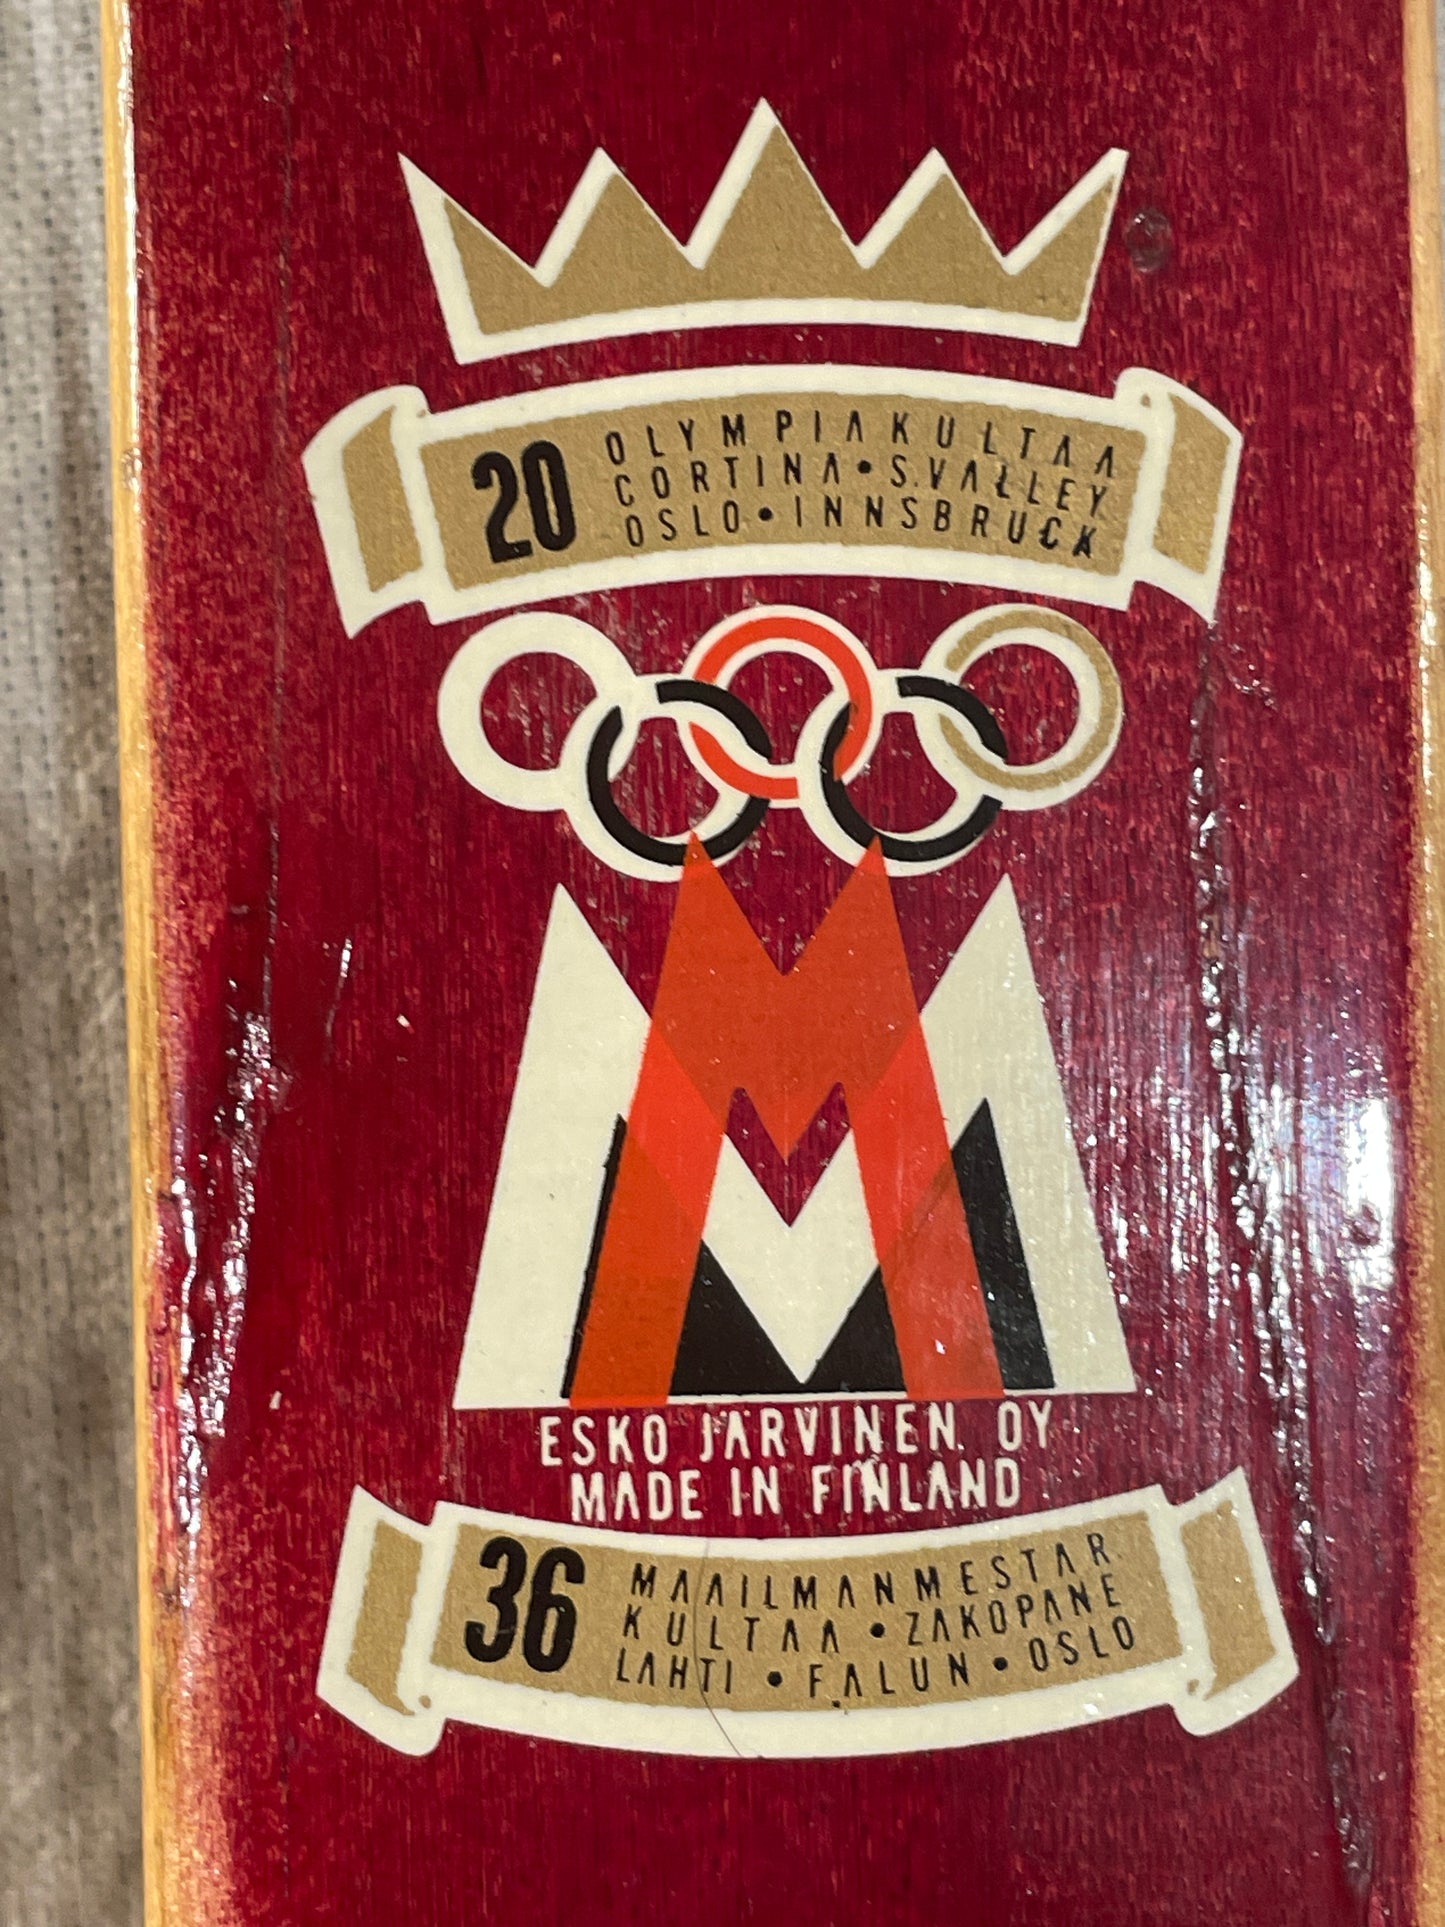 20 OLYMPIAKULTAA
CORTINA • S.VALLEY
OSLO • INNSBRUCK
ESKO JÄRVINEN OY
MADE IN FINLAND
36 MAAILMANMESTAR.
KULTAA • ZAKOPANE
LAHTI • FALUN • OSLO